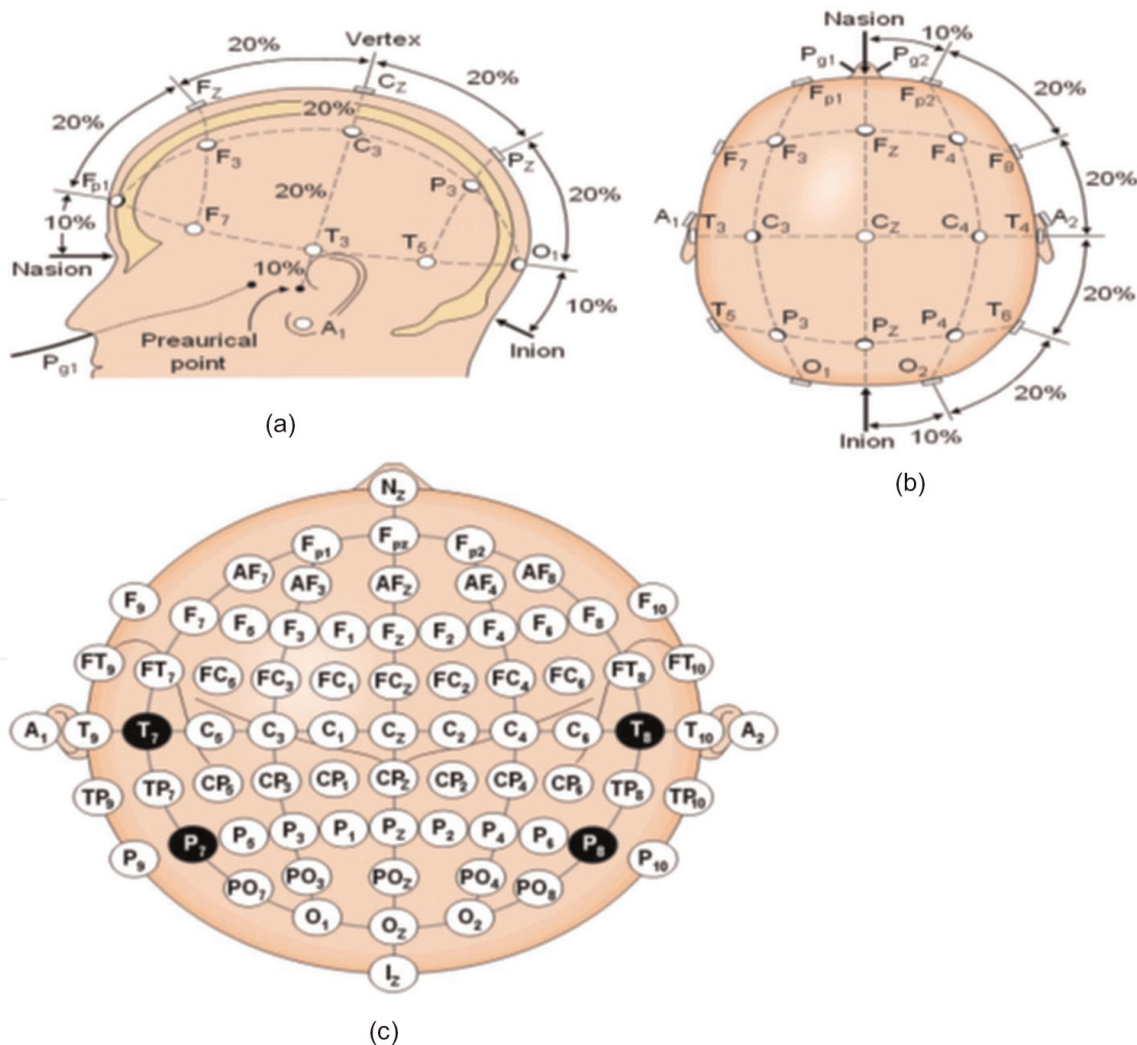 20%
Vertex
F_Z
C_Z
20%
20%
20%
F_p1
F_3
C_3
P_Z
20%
P_3
20%
10%
F_7
T_3
T_5
O_1
Nasion
10%
10%
Preaurical
point
A_1
Inion
P_g1
(a)
Nasion
10%
P_g1
P_g2
F_p1
F_p2
20%
F_7
F_3
F_Z
F_4
F_8
20%
A_1
T_3
C_3
C_Z
C_4
T_4
A_2
20%
T_5
P_3
P_Z
P_4
T_6
O_1
O_2
20%
Inion
10%
(b)
N_Z
F_p1 F_pz F_p2
AF_7 AF_3 AF_Z AF_4 AF_8
F_9 F_7 F_5 F_3 F_1 F_Z F_2 F_4 F_6 F_8 F_10
FT_9 FT_7 FC_5 FC_3 FC_1 FC_Z FC_2 FC_4 FC_6 FT_8 FT_10
A_1 T_9 T_7 C_5 C_3 C_1 C_Z C_2 C_4 C_6 T_8 T_10 A_2
TP_9 TP_7 CP_5 CP_3 CP_1 CP_Z CP_2 CP_4 CP_6 TP_8 TP_10
P_9 P_7 P_5 P_3 P_1 P_Z P_2 P_4 P_6 P_8 P_10
PO_7 PO_3 PO_Z PO_4 PO_8
O_1 O_Z O_2
I_Z
(c)